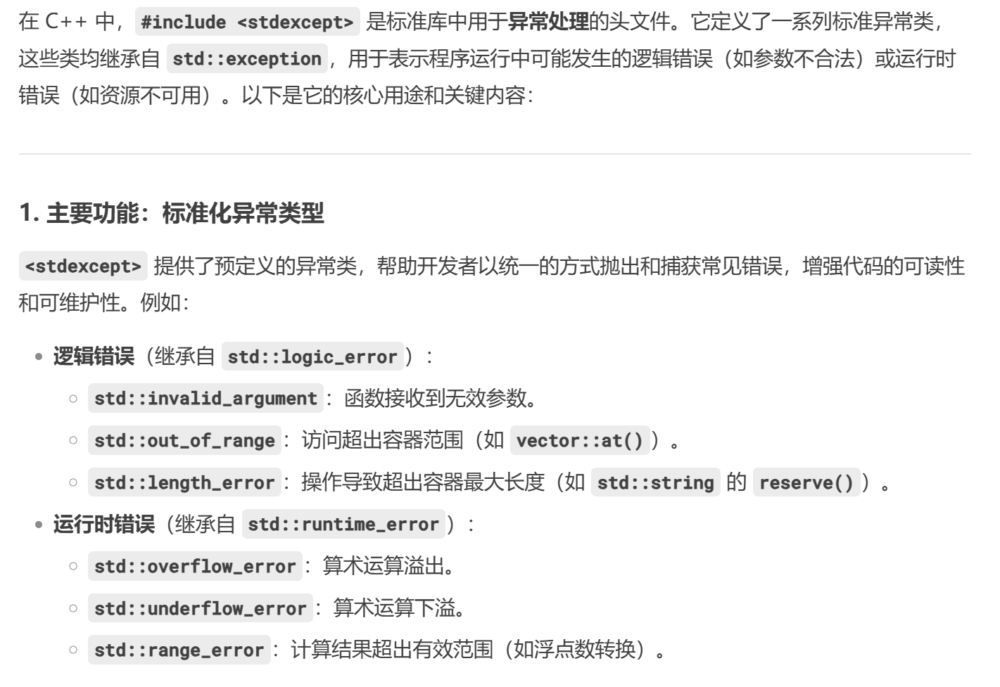 在 C++ 中，#include <stdexcept> 是标准库中用于异常处理的头文件。它定义了一系列标准异常类，
这些类均继承自 std::exception，用于表示程序运行中可能发生的逻辑错误（如参数不合法）或运行时
错误（如资源不可用）。以下是它的核心用途和关键内容：
1. 主要功能：标准化异常类型
<stdexcept> 提供了预定义的异常类，帮助开发者以统一的方式抛出和捕获常见错误，增强代码的可读性
和可维护性。例如：
逻辑错误（继承自 std::logic_error）：
std::invalid_argument：函数接收到无效参数。
std::out_of_range：访问超出容器范围（如 vector::at()）。
std::length_error：操作导致超出容器最大长度（如 std::string 的 reserve()）。
运行时错误（继承自 std::runtime_error）：
std::overflow_error：算术运算溢出。
std::underflow_error：算术运算下溢。
std::range_error：计算结果超出有效范围（如浮点数转换）。